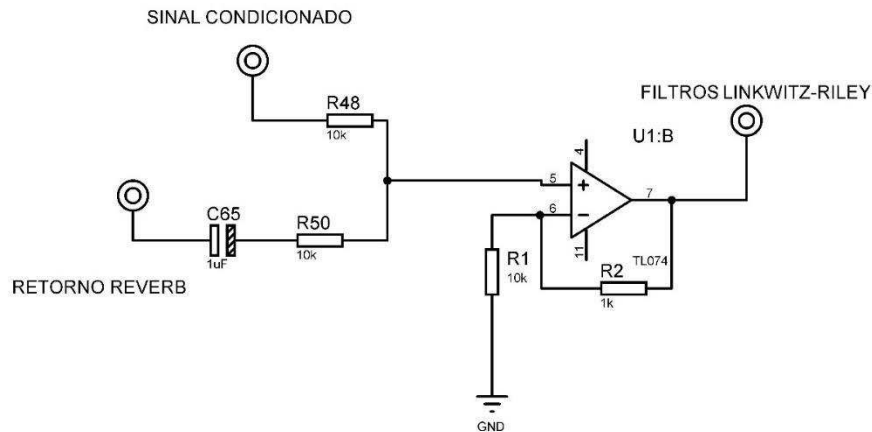 SINAL CONDICIONADO
R48
10k
FILTROS LINKWITZ-RILEY
U1:B
4
5
+
7
6
-
11
C65
1uF
R50
10k
RETORNO REVERB
R1
10k
TL074
R2
1k
GND